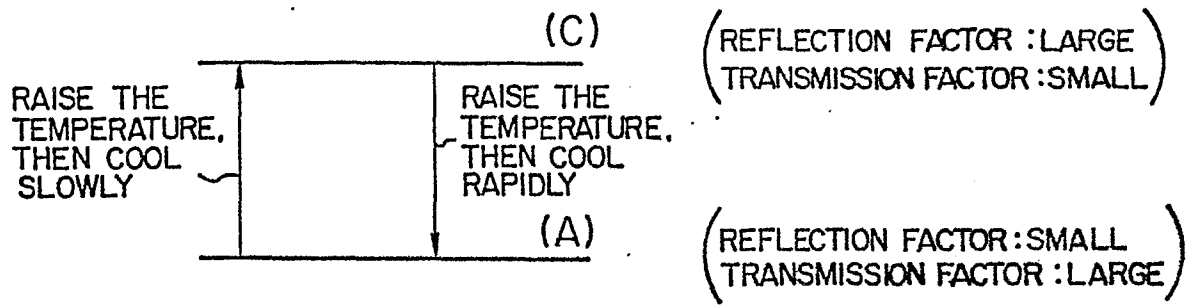 (C)
REFLECTION FACTOR : LARGE
TRANSMISSION FACTOR : SMALL
RAISE THE
TEMPERATURE,
THEN COOL
SLOWLY
RAISE THE
TEMPERATURE,
THEN COOL
RAPIDLY
(A)
REFLECTION FACTOR : SMALL
TRANSMISSION FACTOR : LARGE